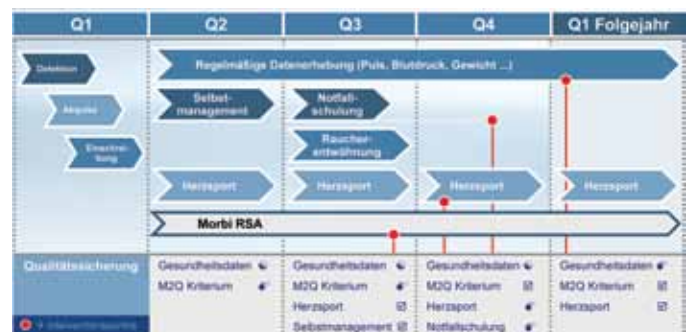 Q1
Q2
Q3
Q4
Q1 Folgejahr
Detektion
Regelmäßige Datenerhebung (Puls, Blutdruck, Gewicht ...)
Selbst-
management
Notfall-
schulung
Akquise
Raucher-
entwöhnung
Einschrei-
bung
Herzsport
Herzsport
Herzsport
Herzsport
Morbi RSA
Qualitätssicherung
Gesundheitsdaten
Gesundheitsdaten
Gesundheitsdaten
Gesundheitsdaten
M2Q Kriterium
M2Q Kriterium
M2Q Kriterium
M2Q Kriterium
Herzsport
Herzsport
Herzsport
Selbstmanagement
Notfallschulung